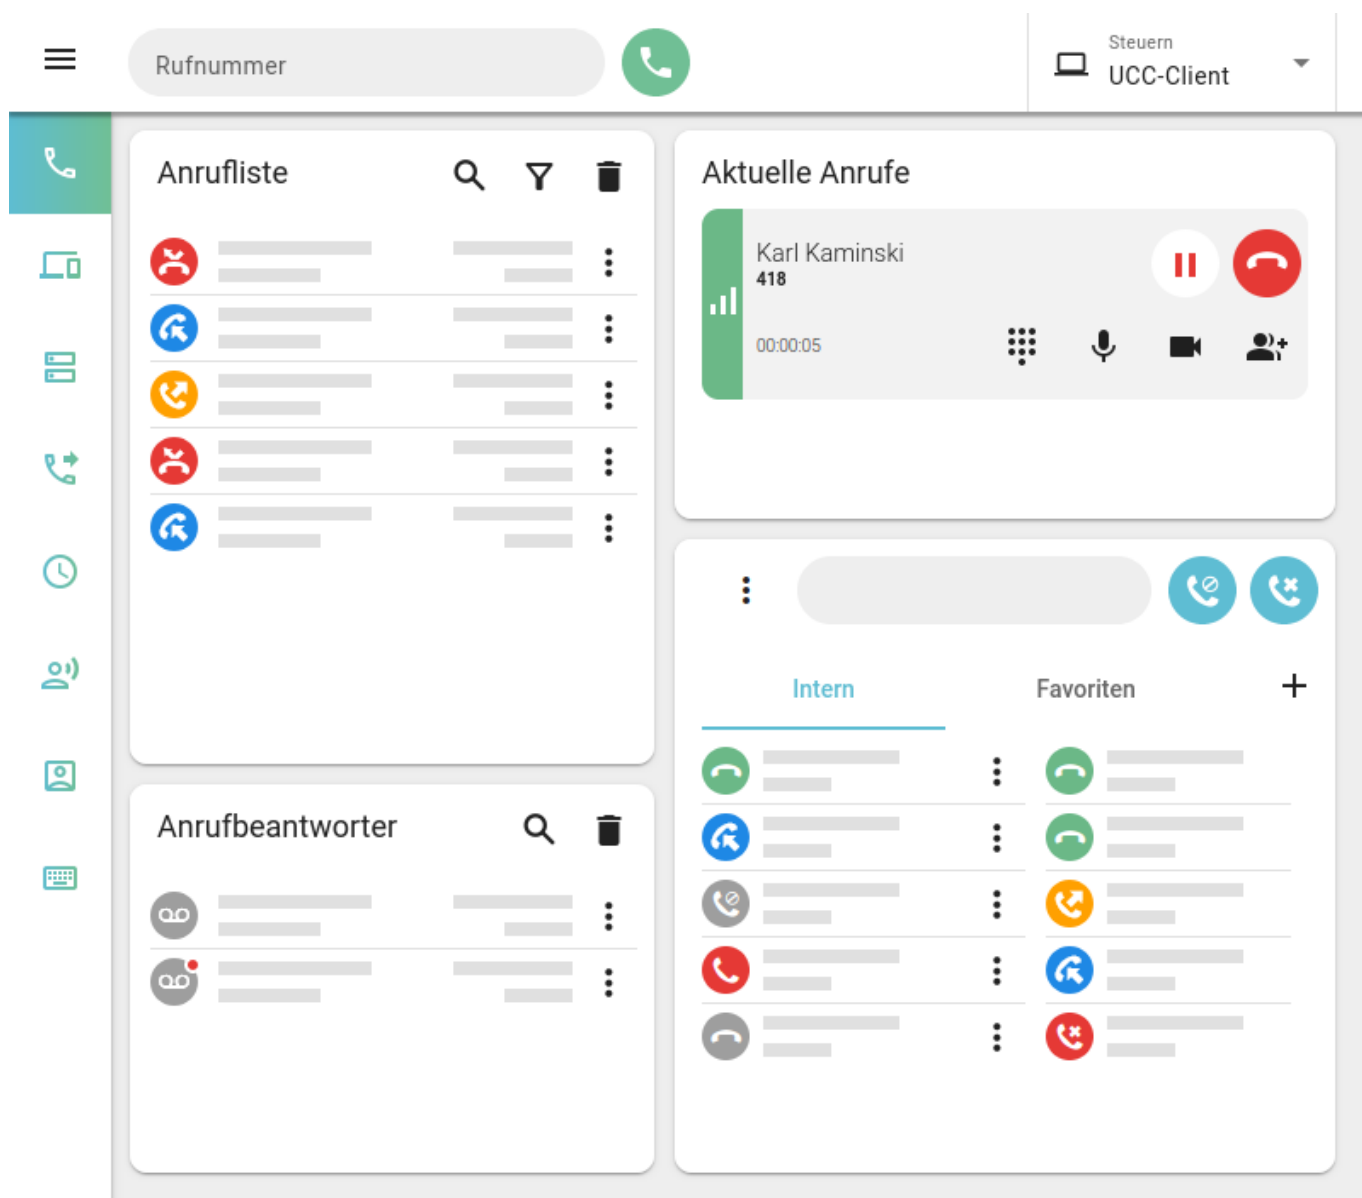 Rufnummer
Steuern
UCC-Client
Anrufliste
Aktuelle Anrufe
Karl Kaminski
418
00:00:05
Intern
Favoriten
Anrufbeantworter